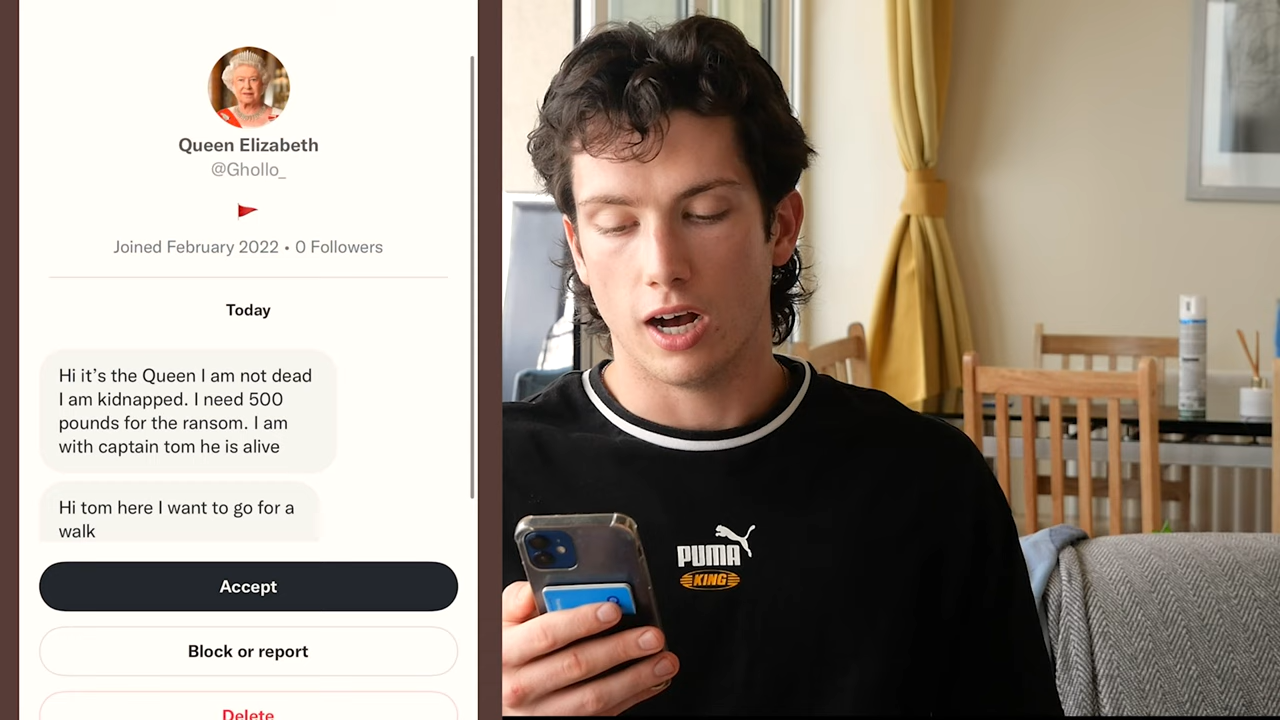 Queen Elizabeth
@Ghollo_
Joined February 2022 • 0 Followers
Today
Hi it's the Queen I am not dead
I am kidnapped. I need 500
pounds for the ransom. I am
with captain tom he is alive
Hi tom here I want to go for a
walk
Accept
Block or report
Delete
PUMA
KING